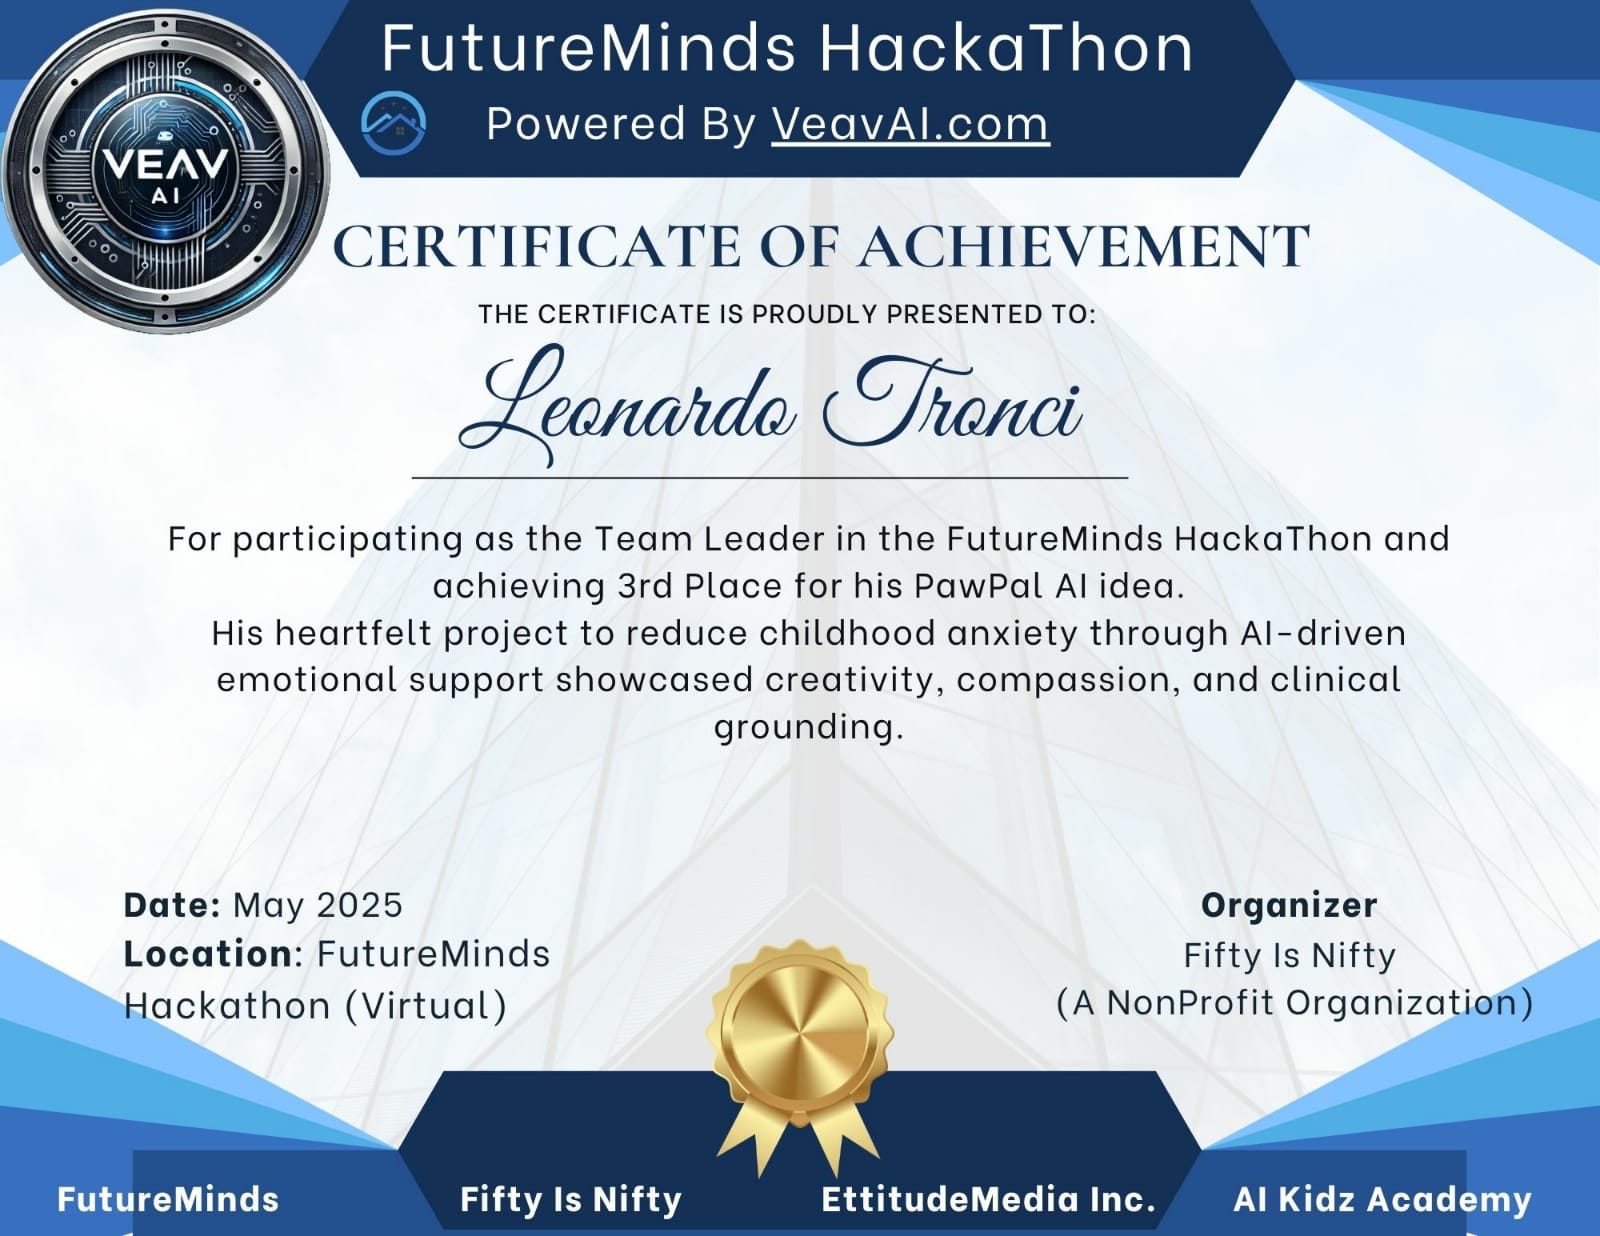 FutureMinds HackaThon
Powered By VeavAI.com
VEAV
AI
CERTIFICATE OF ACHIEVEMENT
THE CERTIFICATE IS PROUDLY PRESENTED TO:
Leonardo Tronci
For participating as the Team Leader in the FutureMinds HackaThon and
achieving 3rd Place for his PawPal AI idea.
His heartfelt project to reduce childhood anxiety through AI-driven
emotional support showcased creativity, compassion, and clinical
grounding.
Date: May 2025
Location: FutureMinds
Hackathon (Virtual)
Organizer
Fifty Is Nifty
(A NonProfit Organization)
FutureMinds
Fifty Is Nifty
EttitudeMedia Inc.
AI Kidz Academy